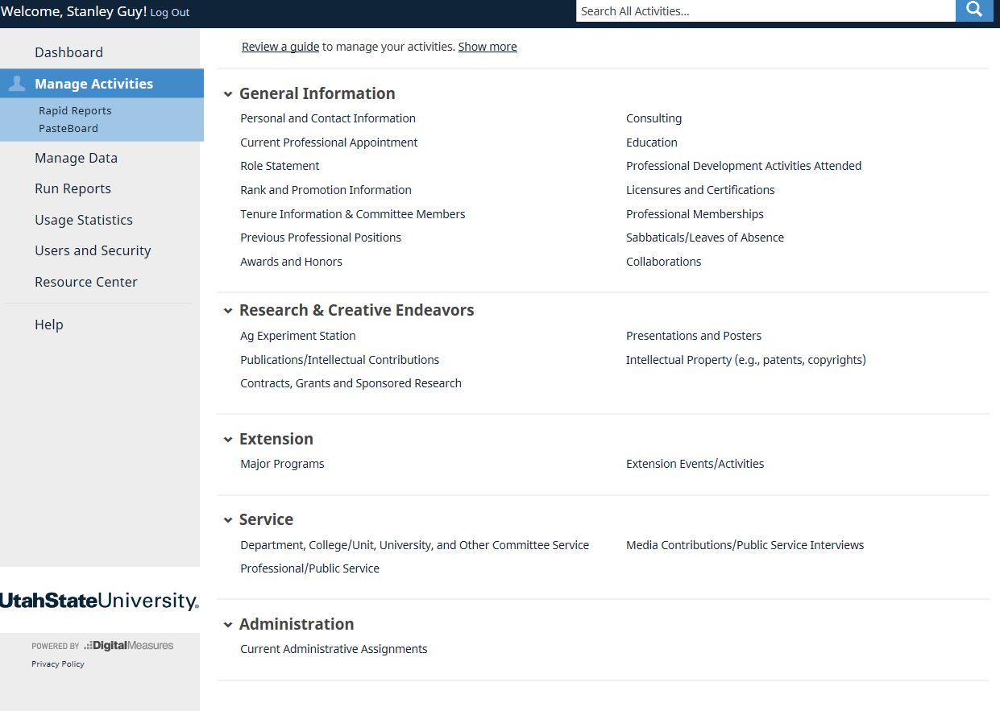 Welcome, Stanley Guy! Log Out
Search All Activities...
Dashboard
Manage Activities
Rapid Reports
PasteBoard
Manage Data
Run Reports
Usage Statistics
Users and Security
Resource Center
Help
UtahStateUniversity®
POWERED BY DigitalMeasures
Privacy Policy
Review a guide to manage your activities. Show more
General Information
Personal and Contact Information
Current Professional Appointment
Role Statement
Rank and Promotion Information
Tenure Information & Committee Members
Previous Professional Positions
Awards and Honors
Consulting
Education
Professional Development Activities Attended
Licensures and Certifications
Professional Memberships
Sabbaticals/Leaves of Absence
Collaborations
Research & Creative Endeavors
Ag Experiment Station
Publications/Intellectual Contributions
Contracts, Grants and Sponsored Research
Presentations and Posters
Intellectual Property (e.g., patents, copyrights)
Extension
Major Programs
Extension Events/Activities
Service
Department, College/Unit, University, and Other Committee Service
Professional/Public Service
Media Contributions/Public Service Interviews
Administration
Current Administrative Assignments